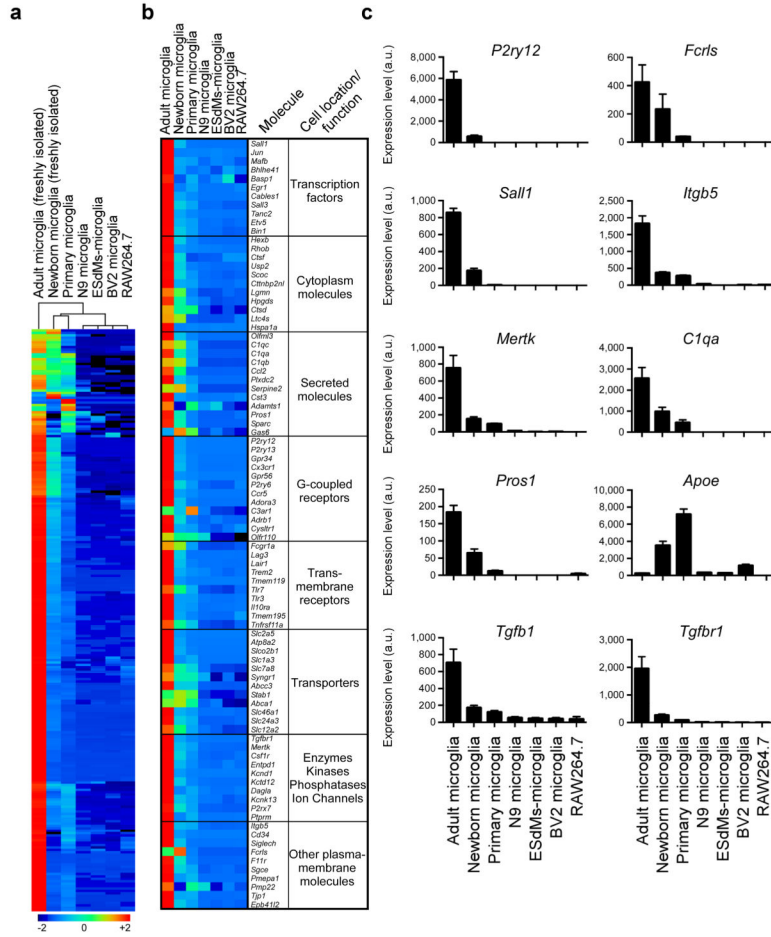 a
Adult microglia (freshly isolated)
Newborn microglia (freshly isolated)
Primary microglia
N9 microglia
ESdMs-microglia
BV2 microglia
RAW264.7
-2 0 +2
b
Adult microglia
Newborn microglia
Primary microglia
N9 microglia
ESdMs-microglia
BV2 microglia
RAW264.7
Molecule
Cell location/
function
Sall1
Jun
Mafb
Bhlhe41
Basp1
Egr1
Cables1
Sall3
Tanc2
Etv5
Bin1
Transcription
factors
Hexb
Rhob
Ctsf
Usp2
Scoc
Cttnbp2nl
Lgmn
Hpgds
Ctsd
Ltc4s
Hspa1a
Cytoplasm
molecules
Olfml3
C1qc
C1qa
C1qb
Ccl2
Plxdc2
Serpine2
Cst3
Adamts1
Pros1
Sparc
Gas6
Secreted
molecules
P2ry12
P2ry13
Gpr34
Cx3cr1
Gpr56
P2ry6
Ccr5
Adora3
C3ar1
Adrb1
Cysltr1
Olfr110
G-coupled
receptors
Fcgr1a
Lag3
Lair1
Trem2
Tmem119
Tlr7
Tlr3
Il10ra
Tmem195
Tnfrsf11a
Trans-
membrane
receptors
Slc2a5
Atp8a2
Slco2b1
Slc1a3
Slc7a8
Syngr1
Abcc3
Stab1
Abca1
Slc46a1
Slc24a3
Slc12a2
Transporters
Tgfbr1
Mertk
Csf1r
Entpd1
Kcnd1
Kctd12
Dagla
Kcnk13
P2rx7
Ptprm
Enzymes
Kinases
Phosphatases
Ion Channels
Itgb5
Cd34
Siglech
Fcrls
F11r
Sgce
Pmepa1
Pmp22
Tjp1
Epb41l2
Other plasma-
membrane
molecules
c
P2ry12
Expression level (a.u.)
8,000
6,000
4,000
2,000
0
Fcrls
600
400
200
0
Sall1
Expression level (a.u.)
1,000
800
600
400
200
0
Itgb5
2,500
2,000
1,500
1,000
500
0
Mertk
Expression level (a.u.)
1,000
800
600
400
200
0
C1qa
4,000
3,000
2,000
1,000
0
Pros1
Expression level (a.u.)
250
200
150
100
50
0
Apoe
10,000
8,000
6,000
4,000
2,000
0
Tgfb1
Expression level (a.u.)
1,000
800
600
400
200
0
Tgfbr1
3,000
2,000
1,000
0
Adult microglia
Newborn microglia
Primary microglia
N9 microglia
ESdMs-microglia
BV2 microglia
RAW264.7
Adult microglia
Newborn microglia
Primary microglia
N9 microglia
ESdMs-microglia
BV2 microglia
RAW264.7